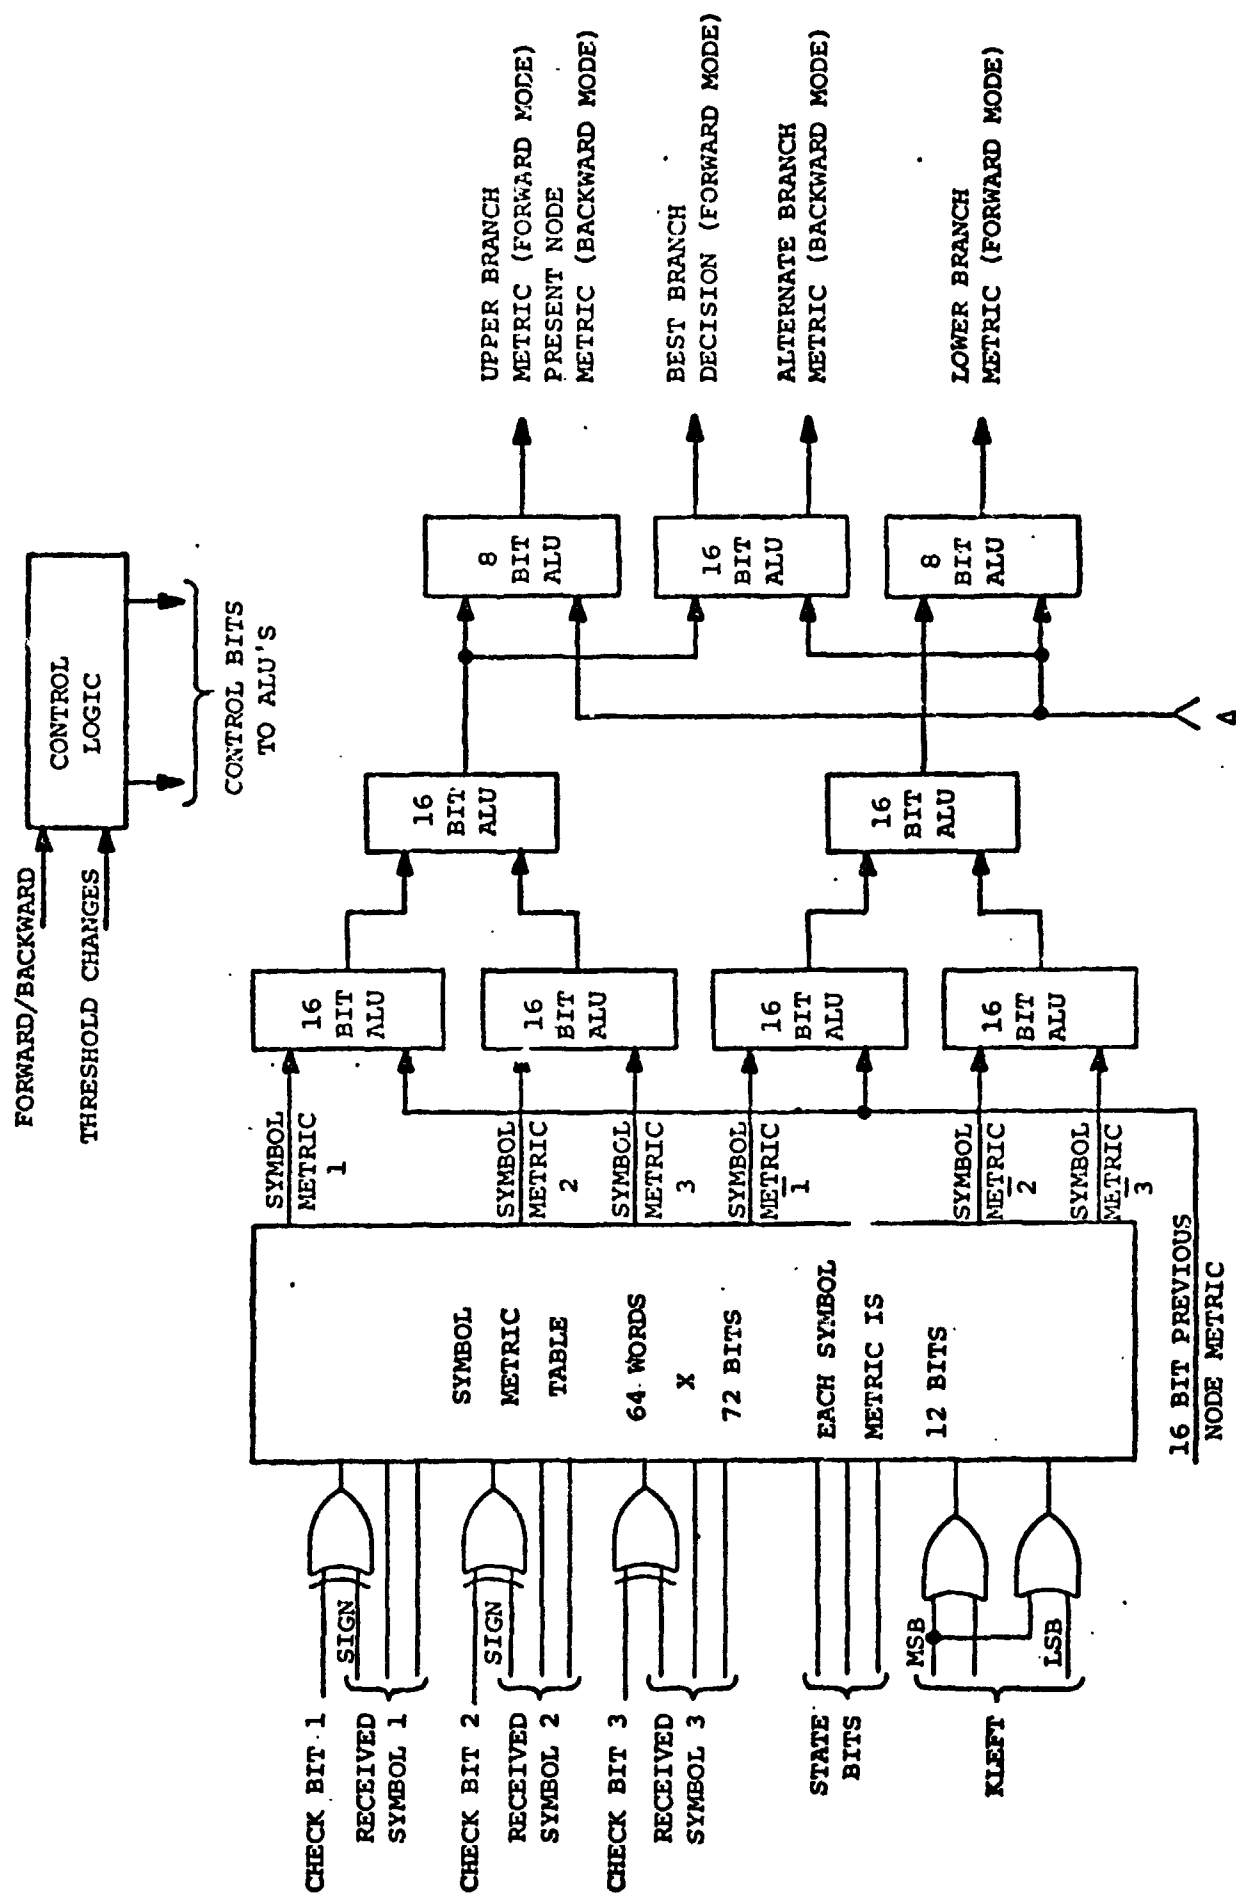 FORWARD/BACKWARD
THRESHOLD CHANGES
CONTROL
LOGIC
CONTROL BITS
TO ALU'S
CHECK BIT 1
SIGN
RECEIVED
SYMBOL 1
CHECK BIT 2
SIGN
RECEIVED
SYMBOL 2
CHECK BIT 3
RECEIVED
SYMBOL 3
STATE
BITS
MSB
LSB
KLEFT
SYMBOL
METRIC
TABLE
64 WORDS
X
72 BITS
EACH SYMBOL
METRIC IS
12 BITS
SYMBOL
METRIC
1
SYMBOL
METRIC
2
SYMBOL
METRIC
3
SYMBOL
METRIC
1̅
SYMBOL
METRIC
2̅
SYMBOL
METRIC
3̅
16 BIT PREVIOUS
NODE METRIC
16
BIT
ALU
16
BIT
ALU
16
BIT
ALU
16
BIT
ALU
16
BIT
ALU
16
BIT
ALU
8
BIT
ALU
16
BIT
ALU
8
BIT
ALU
Δ
UPPER BRANCH
METRIC (FORWARD MODE)
PRESENT NODE
METRIC (BACKWARD MODE)
BEST BRANCH
DECISION (FORWARD MODE)
ALTERNATE BRANCH
METRIC (BACKWARD MODE)
LOWER BRANCH
METRIC (FORWARD MODE)